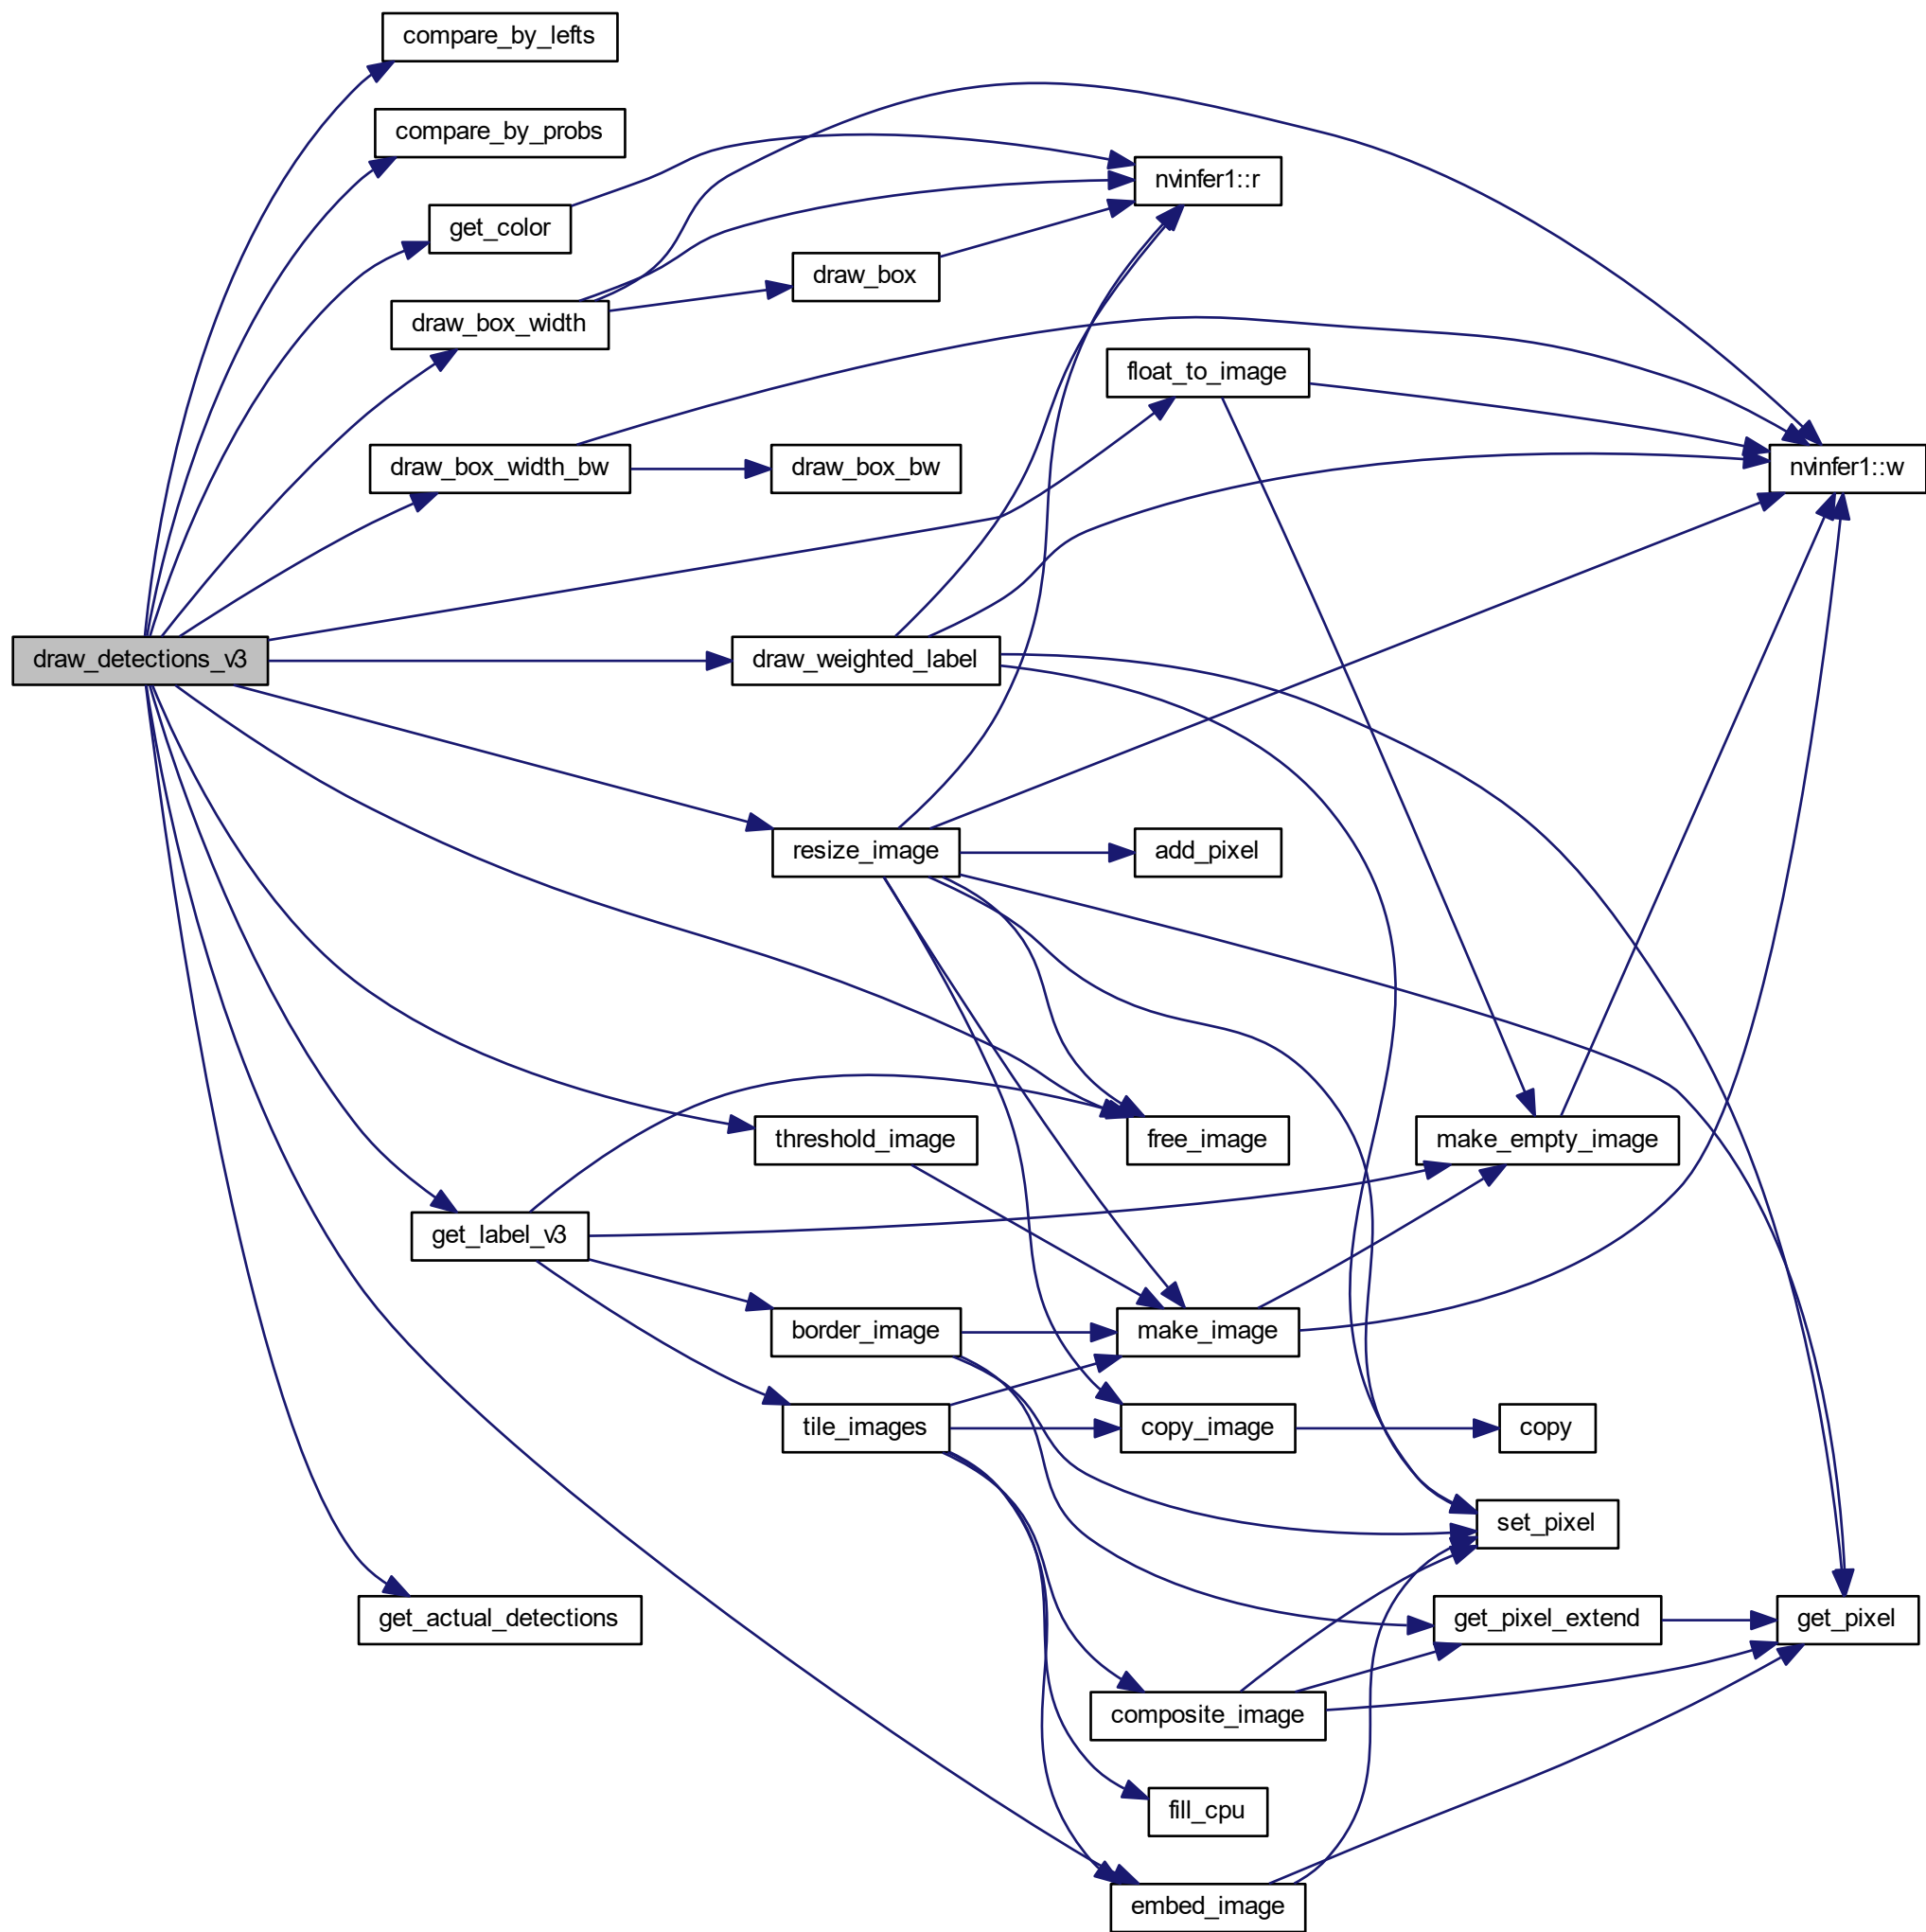 compare_by_lefts
compare_by_probs
nvinfer1::r
get_color
draw_box
draw_box_width
float_to_image
draw_box_width_bw
draw_box_bw
nvinfer1::w
draw_detections_v3
draw_weighted_label
resize_image
add_pixel
threshold_image
free_image
make_empty_image
get_label_v3
border_image
make_image
tile_images
copy_image
copy
set_pixel
get_actual_detections
get_pixel_extend
get_pixel
composite_image
fill_cpu
embed_image